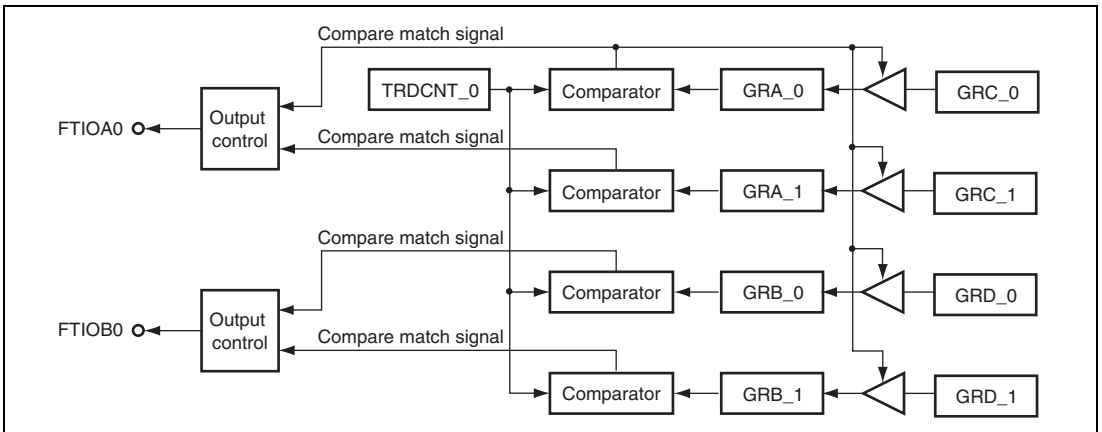 Compare match signal
TRDCNT_0
Comparator
GRA_0
GRC_0
FTIOA0
Output
control
Compare match signal
Comparator
GRA_1
GRC_1
Compare match signal
Comparator
GRB_0
GRD_0
FTIOB0
Output
control
Compare match signal
Comparator
GRB_1
GRD_1